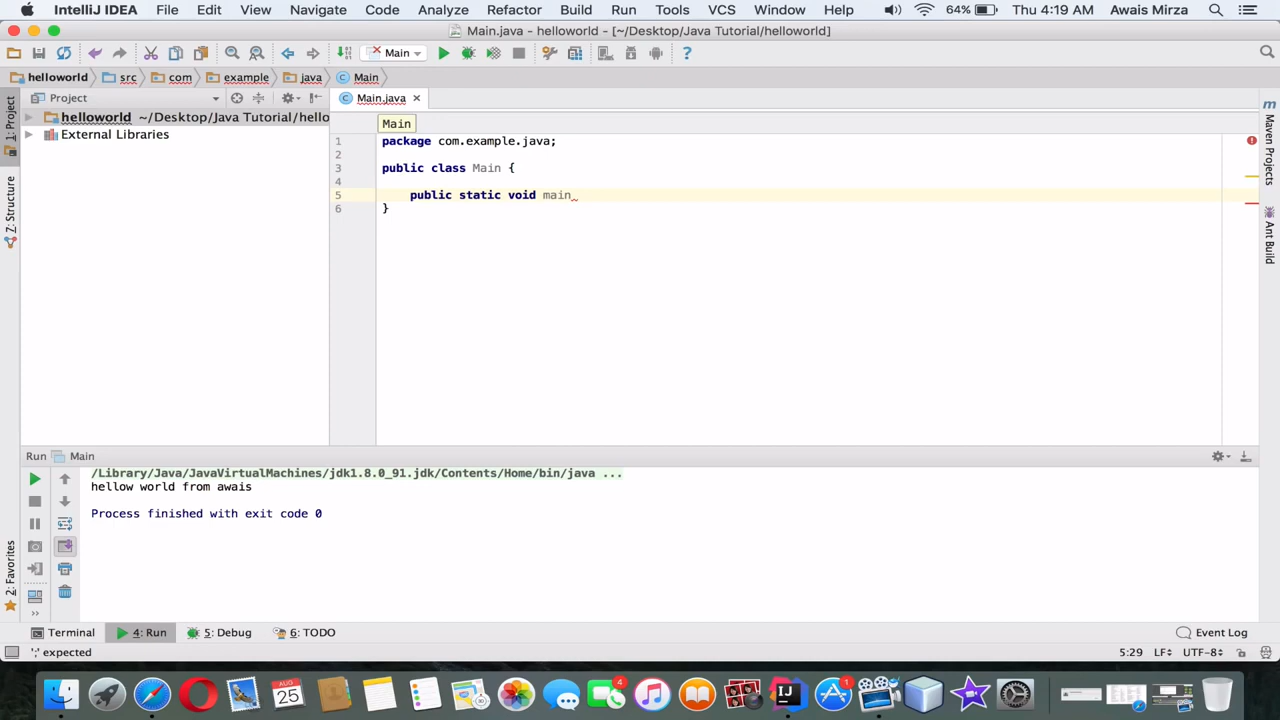 IntelliJ IDEA File Edit View Navigate Code Analyze Refactor Build Run Tools VCS Window Help 64% Thu 4:19 AM Awais Mirza
Main.java - helloworld - [~/Desktop/Java Tutorial/helloworld]
Main
helloworld src com example java Main
Project
Main.java
1: Project
helloworld ~/Desktop/Java Tutorial/hello
External Libraries
Main
1 package com.example.java;
2
3 public class Main {
4
5 public static void main
6 }
Z: Structure
2: Favorites
m
Maven Projects
Ant Build
Run Main
/Library/Java/JavaVirtualMachines/jdk1.8.0_91.jdk/Contents/Home/bin/java ...
hellow world from awais
Process finished with exit code 0
Terminal 4: Run 5: Debug 6: TODO Event Log
';' expected 5:29 LF UTF-8
25
4
IJ
1